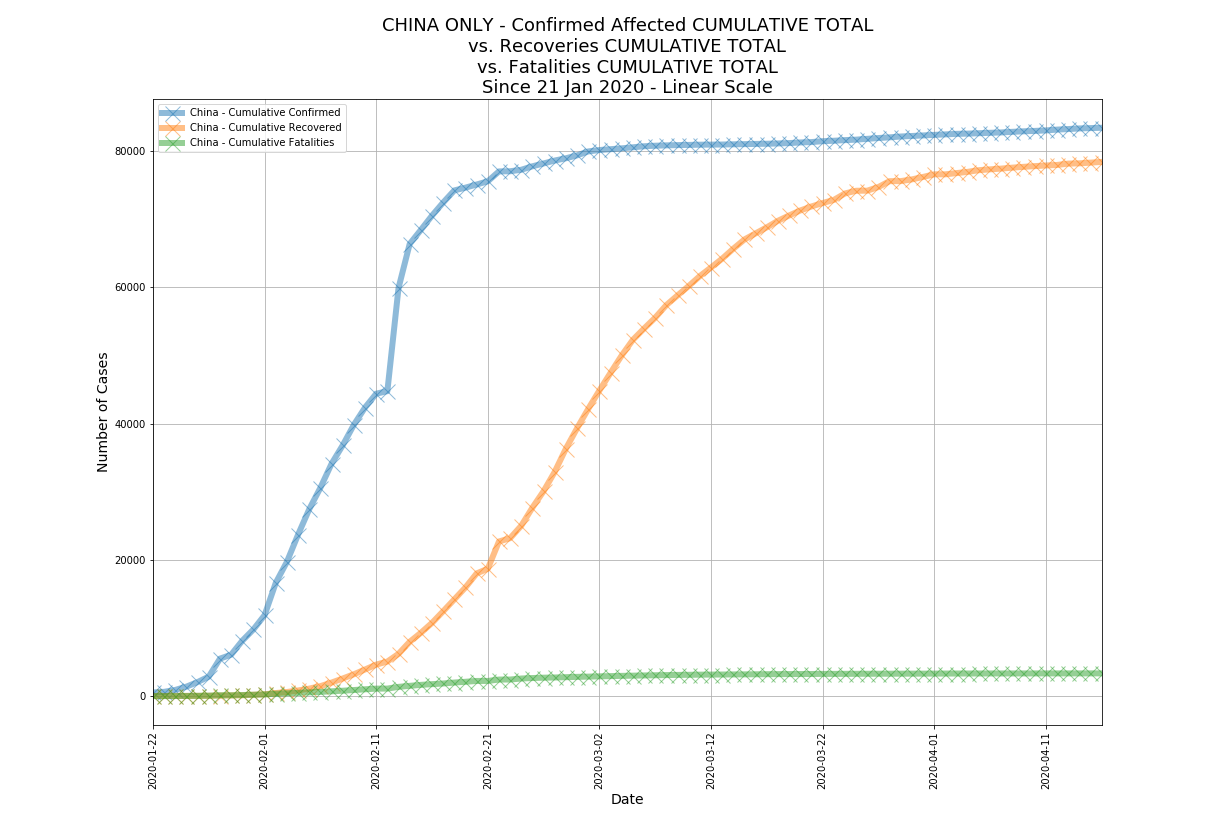 CHINA ONLY - Confirmed Affected CUMULATIVE TOTAL
vs. Recoveries CUMULATIVE TOTAL
vs. Fatalities CUMULATIVE TOTAL
Since 21 Jan 2020 - Linear Scale
China - Cumulative Confirmed
China - Cumulative Recovered
China - Cumulative Fatalities
Number of Cases
80000
60000
40000
20000
0
2020-01-22
2020-02-01
2020-02-11
2020-02-21
2020-03-02
2020-03-12
2020-03-22
2020-04-01
2020-04-11
Date